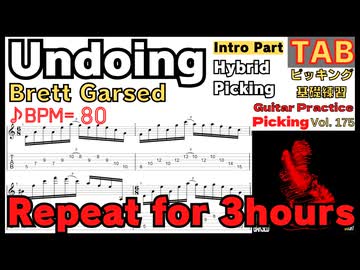 Undoing
Intro Part
TAB
Brett Garsed
Hybrid
Picking
ピッキング
基礎練習
♪BPM= 80
Guitar Practice
Picking Vol. 175
Repeat for 3hours